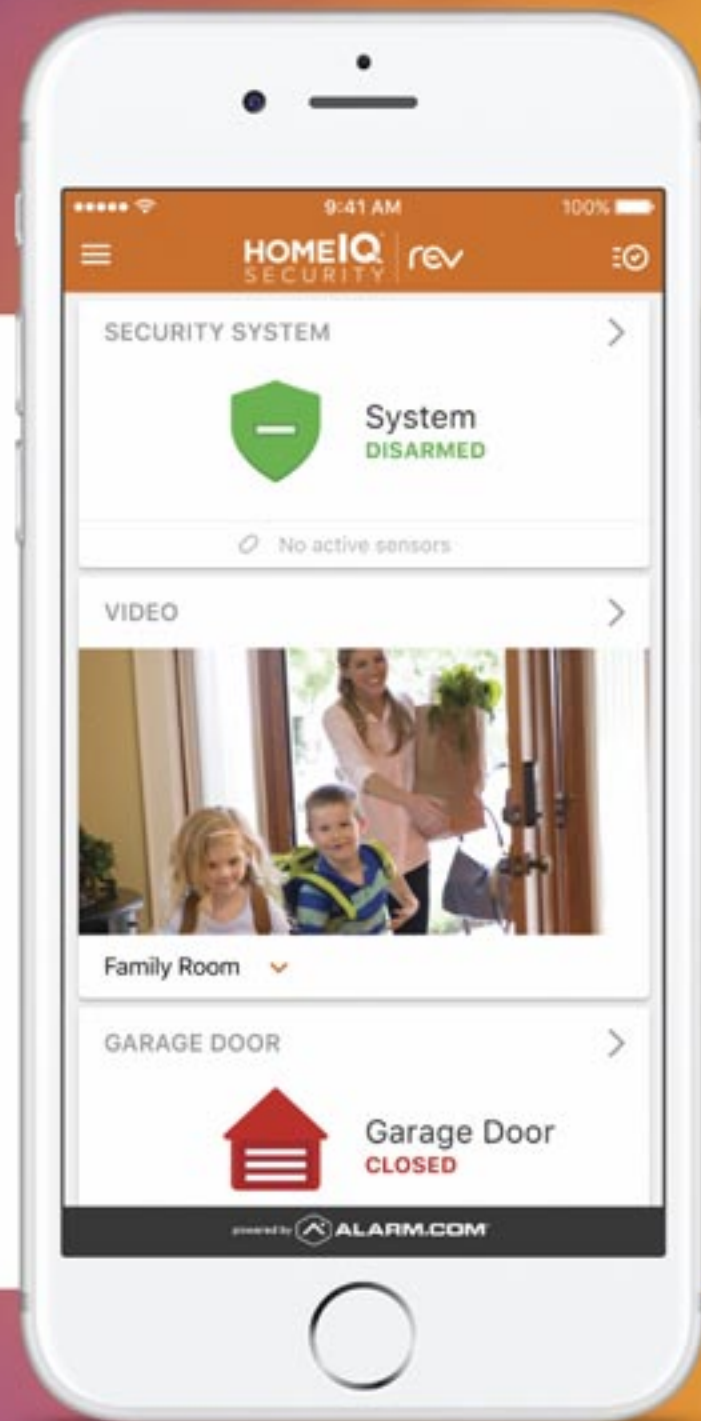 9:41 AM
100%
HOMEIQ
SECURITY
rev
SECURITY SYSTEM
System
DISARMED
No active sensors
VIDEO
Family Room
GARAGE DOOR
Garage Door
CLOSED
powered by ALARM.COM